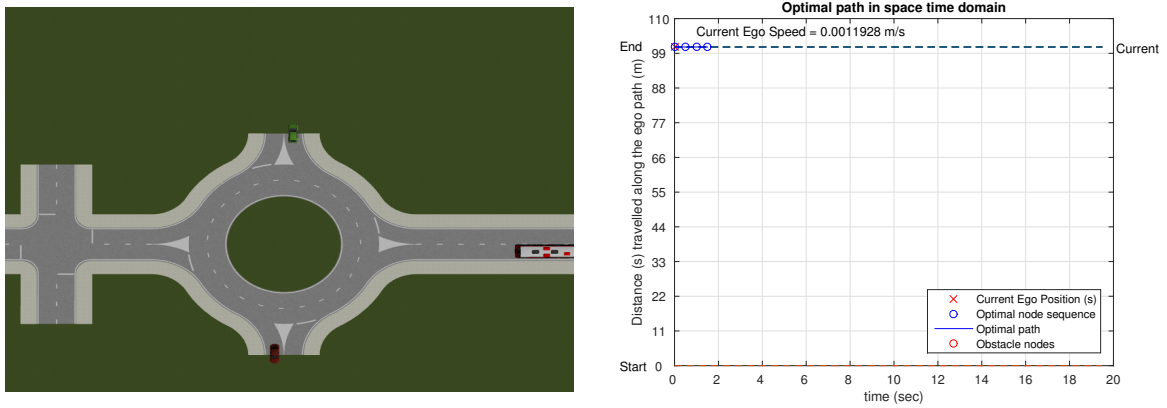 Optimal path in space time domain
Current Ego Speed = 0.0011928 m/s
Distance (s) travelled along the ego path (m)
110
End
99
Current
88
77
66
55
44
33
22
11
Start 0
Current Ego Position (s)
Optimal node sequence
Optimal path
Obstacle nodes
0 2 4 6 8 10 12 14 16 18 20
time (sec)